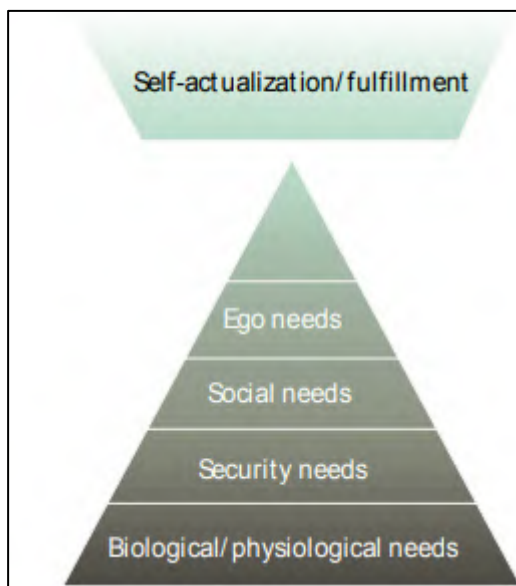 Self-actualization/fulfillment
Ego needs
Social needs
Security needs
Biological/physiological needs